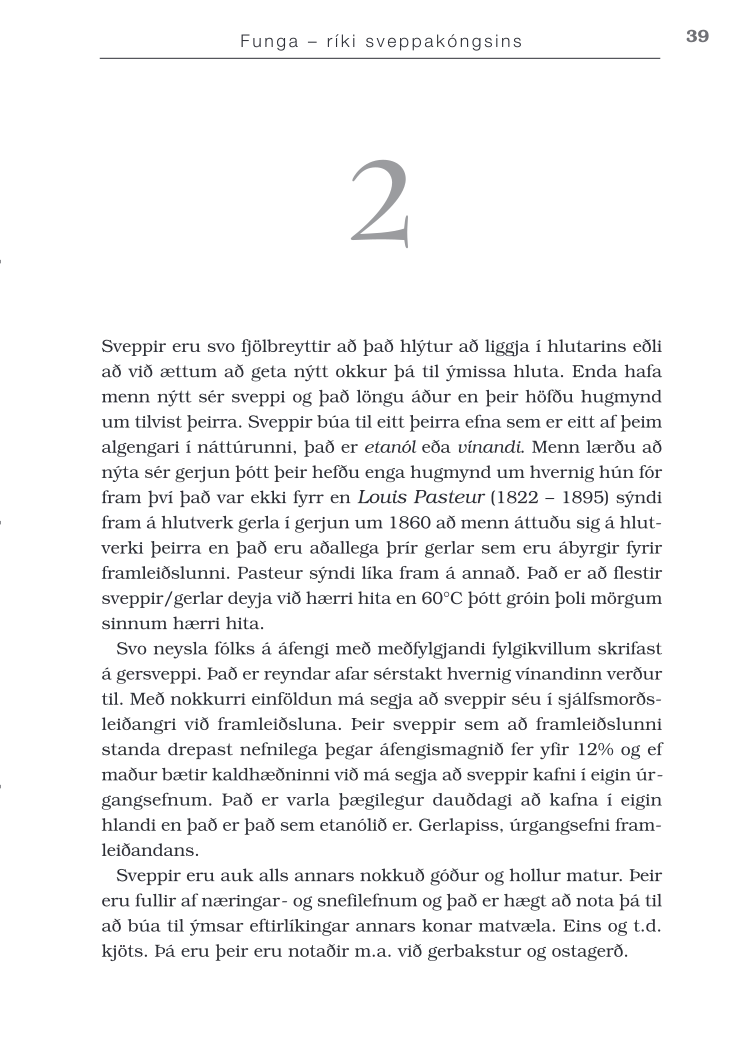 Funga – ríki sveppakóngsins
39
2
Sveppir eru svo fjölbreyttir að það hlýtur að liggja í hlutarins eðli
að við ættum að geta nýtt okkur þá til ýmissa hluta. Enda hafa
menn nýtt sér sveppi og það löngu áður en þeir höfðu hugmynd
um tilvist þeirra. Sveppir búa til eitt þeirra efna sem er eitt af þeim
algengari í náttúrunni, það er etanól eða vínandi. Menn lærðu að
nýta sér gerjun þótt þeir hefðu enga hugmynd um hvernig hún fór
fram því það var ekki fyrr en Louis Pasteur (1822 – 1895) sýndi
fram á hlutverk gerla í gerjun um 1860 að menn áttuðu sig á hlut-
verki þeirra en það eru aðallega þrír gerlar sem eru ábyrgir fyrir
framleiðslunni. Pasteur sýndi líka fram á annað. Það er að flestir
sveppir/gerlar deyja við hærri hita en 60°C þótt gróin þoli mörgum
sinnum hærri hita.
Svo neysla fólks á áfengi með meðfylgjandi fylgikvillum skrifast
á gersveppi. Það er reyndar afar sérstakt hvernig vínandinn verður
til. Með nokkurri einföldun má segja að sveppir séu í sjálfsmorðs-
leiðangri við framleiðsluna. Þeir sveppir sem að framleiðslunni
standa drepast nefnilega þegar áfengismagnið fer yfir 12% og ef
maður bætir kaldhæðninni við má segja að sveppir kafni í eigin úr-
gangsefnum. Það er varla þægilegur dauðdagi að kafna í eigin
hlandi en það er það sem etanólið er. Gerlapiss, úrgangsefni fram-
leiðandans.
Sveppir eru auk alls annars nokkuð góður og hollur matur. Þeir
eru fullir af næringar- og snefilefnum og það er hægt að nota þá til
að búa til ýmsar eftirlíkingar annars konar matvæla. Eins og t.d.
kjöts. Þá eru þeir eru notaðir m.a. við gerbakstur og ostagerð.